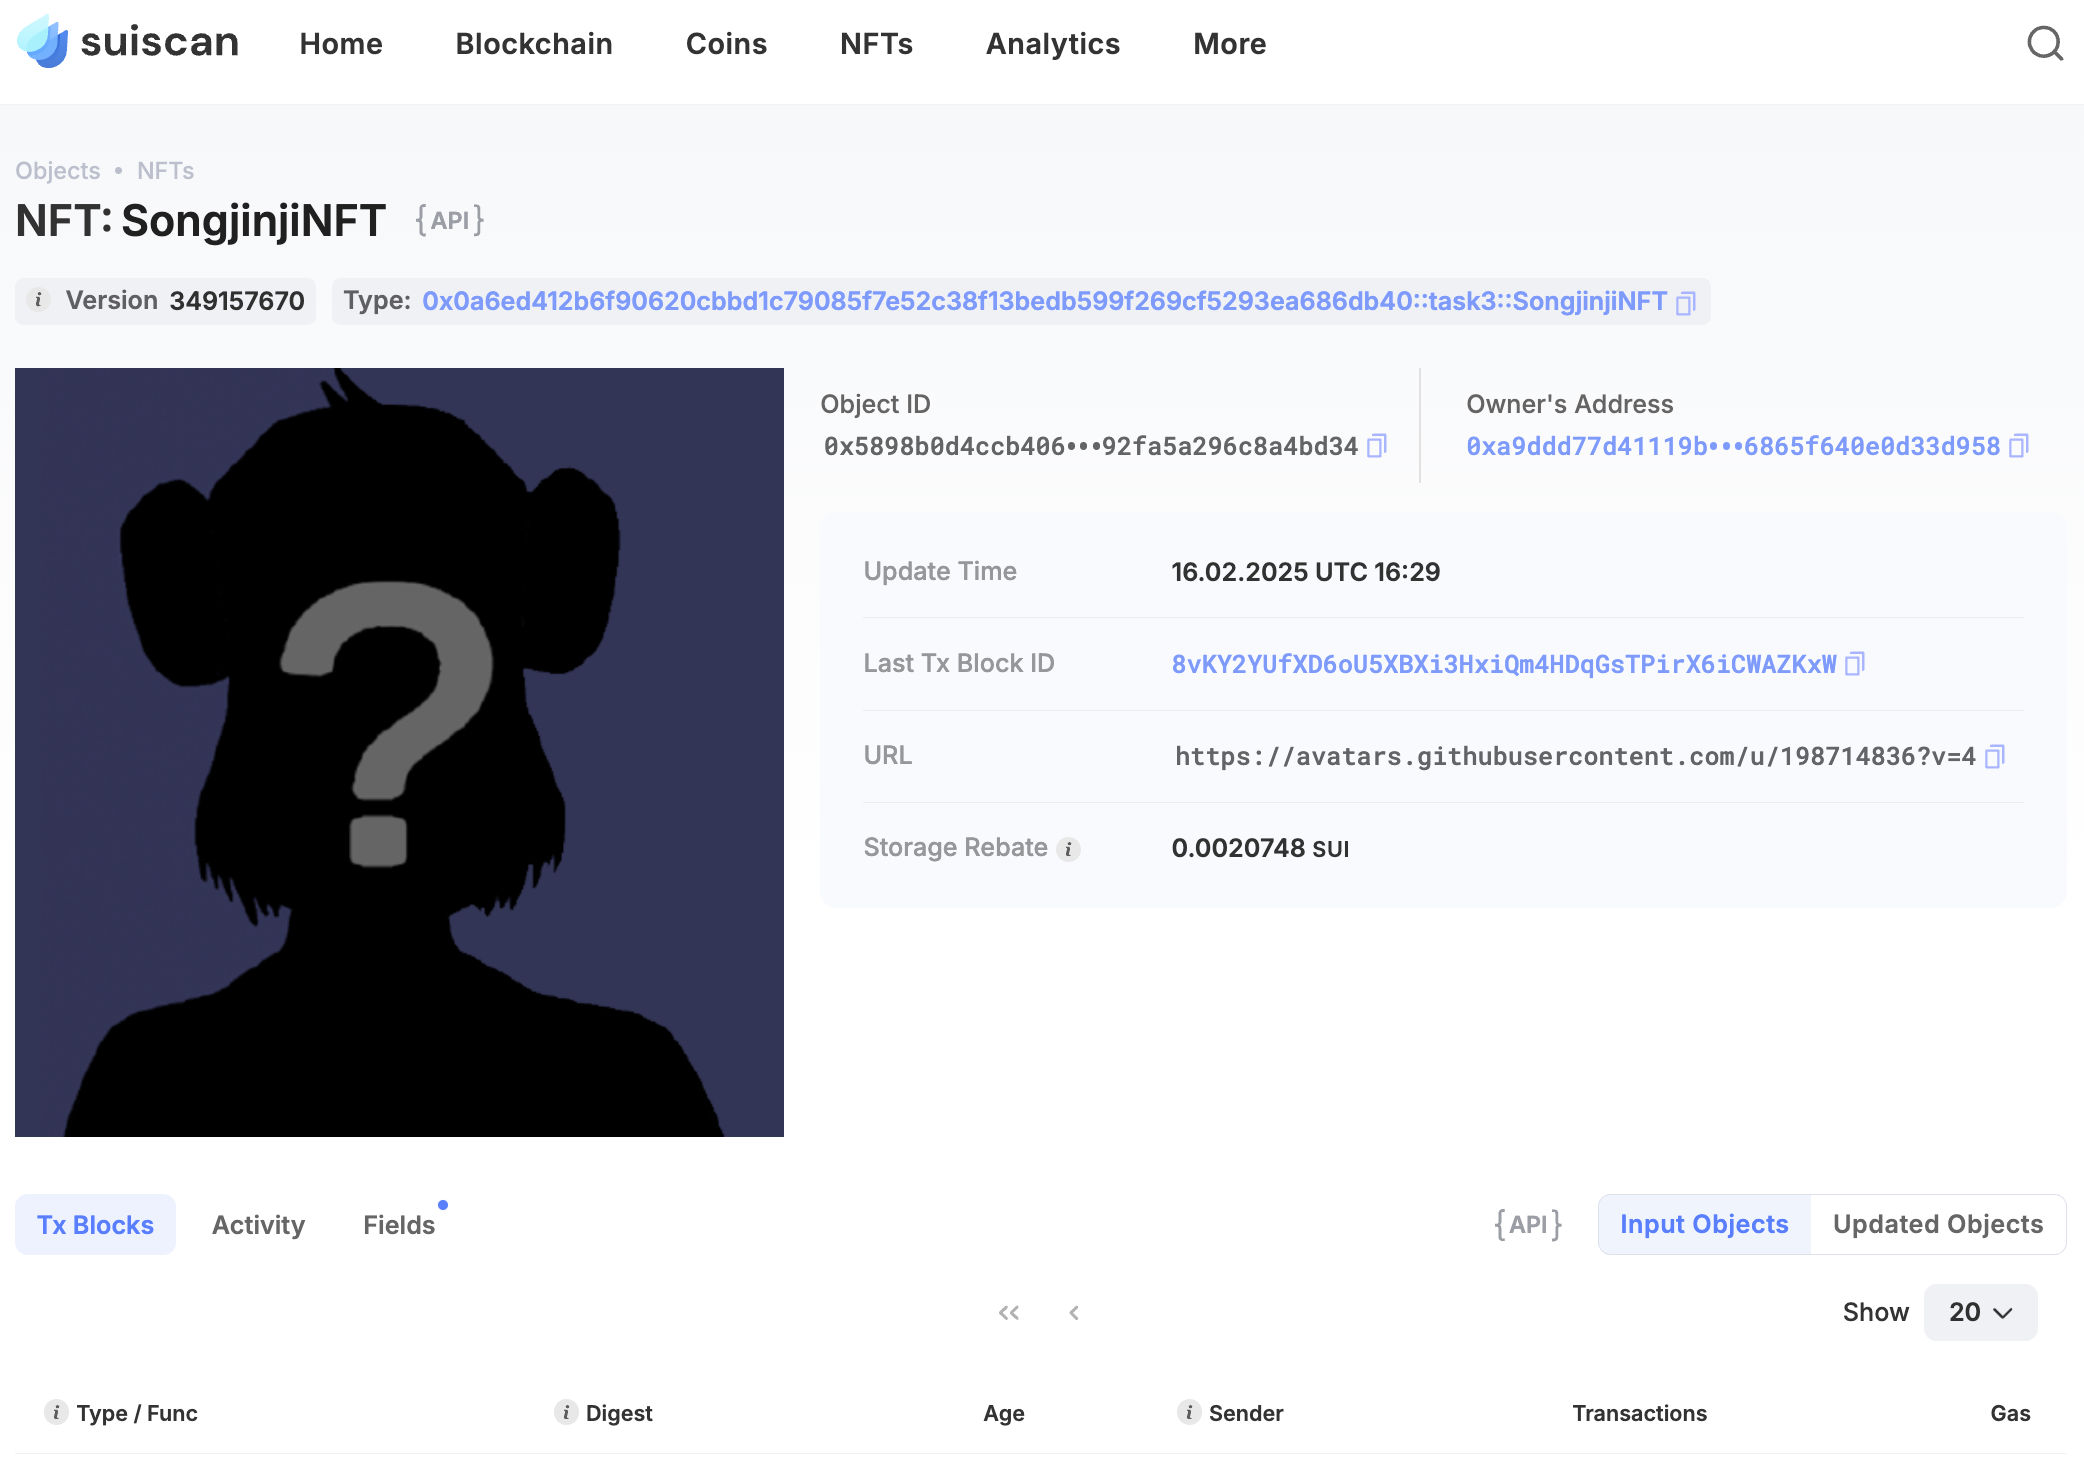 suiscan Home Blockchain Coins NFTs Analytics More
Objects • NFTs
NFT: SongjinjiNFT {API}
i Version 349157670 Type: 0x0a6ed412b6f90620cbbd1c79085f7e52c38f13bedb599f269cf5293ea686db40::task3::SongjinjiNFT
?
Object ID
0x5898b0d4ccb406•••92fa5a296c8a4bd34
Owner's Address
0xa9ddd77d41119b•••6865f640e0d33d958
Update Time 16.02.2025 UTC 16:29
Last Tx Block ID 8vKY2YUfXD6oU5XBXi3HxiQm4HDqGsTPirX6iCWAZKxW
URL https://avatars.githubusercontent.com/u/198714836?v=4
Storage Rebate i 0.0020748 SUI
Tx Blocks Activity Fields {API} Input Objects Updated Objects
Show 20
i Type / Func i Digest Age i Sender Transactions Gas